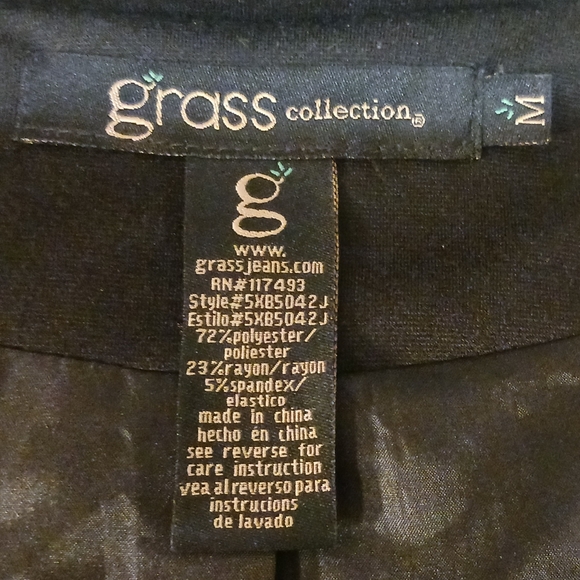 grass collection®
M
g
www.
grassjeans.com
RN#117493
Style#5XB5042J
Estilo#5XB5042J
72%polyester/
poliester
23%rayon/rayon
5%spandex/
elastico
made in china
hecho én china
see reverse for
care instruction
vea al reverso para
instrucions
de lavado